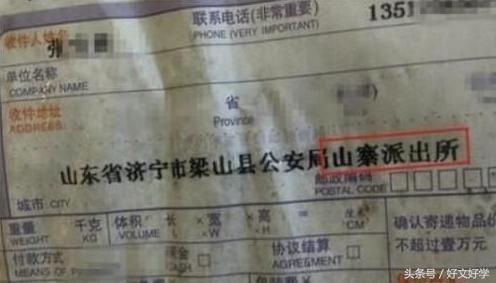 收件人姓名 张
联系电话(非常重要) 1351
PHONE (VERY IMPORTANT)
单位名称
COMPANY NAME
收件地址
省
Province
山东省济宁市梁山县公安局山寨派出所
邮政编码
POSTAL CODE
城市 CITY
重量 千克 体积 长 ×宽 ×高 = 厘米
WEIGHT KG VOLUME L ×W ×H CM
确认寄递物品价
不超过壹万元
付款方式 现金 协议结算
MEANS OF CASH AGREEMENT
头条号 / 好文好学